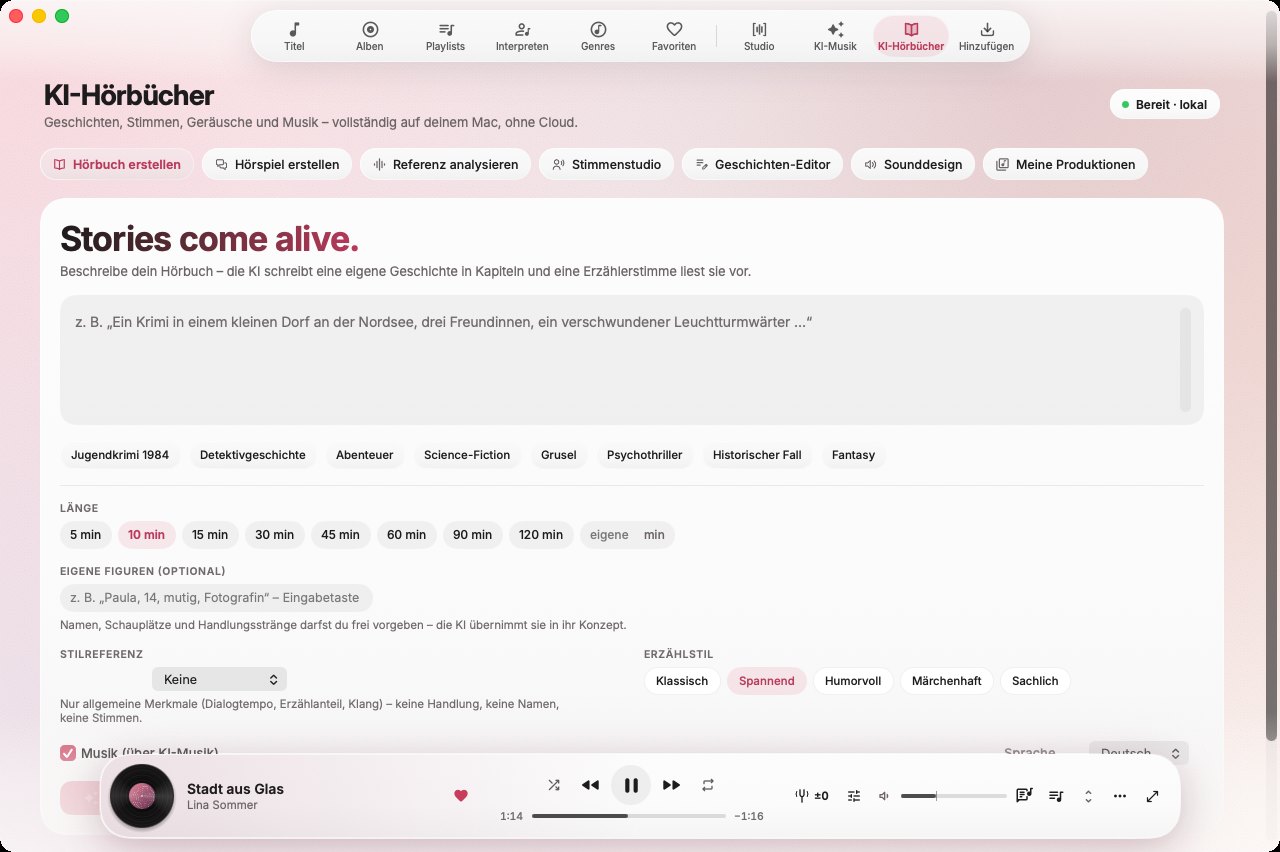 Titel
Alben
Playlists
Interpreten
Genres
Favoriten
Studio
KI-Musik
KI-Hörbücher
Hinzufügen
KI-Hörbücher
Geschichten, Stimmen, Geräusche und Musik – vollständig auf deinem Mac, ohne Cloud.
Bereit · lokal
Hörbuch erstellen
Hörspiel erstellen
Referenz analysieren
Stimmenstudio
Geschichten-Editor
Sounddesign
Meine Produktionen
Stories come alive.
Beschreibe dein Hörbuch – die KI schreibt eine eigene Geschichte in Kapiteln und eine Erzählerstimme liest sie vor.
z. B. „Ein Krimi in einem kleinen Dorf an der Nordsee, drei Freundinnen, ein verschwundener Leuchtturmwärter …“
Jugendkrimi 1984
Detektivgeschichte
Abenteuer
Science-Fiction
Grusel
Psychothriller
Historischer Fall
Fantasy
LÄNGE
5 min
10 min
15 min
30 min
45 min
60 min
90 min
120 min
eigene min
EIGENE FIGUREN (OPTIONAL)
z. B. „Paula, 14, mutig, Fotografin“ – Eingabetaste
Namen, Schauplätze und Handlungsstränge darfst du frei vorgeben – die KI übernimmt sie in ihr Konzept.
STILREFERENZ
Keine
Nur allgemeine Merkmale (Dialogtempo, Erzählanteil, Klang) – keine Handlung, keine Namen,
keine Stimmen.
ERZÄHLSTIL
Klassisch
Spannend
Humorvoll
Märchenhaft
Sachlich
Musik (über KI-Musik)
Sprache
Deutsch
Stadt aus Glas
Lina Sommer
1:14
−1:16
±0